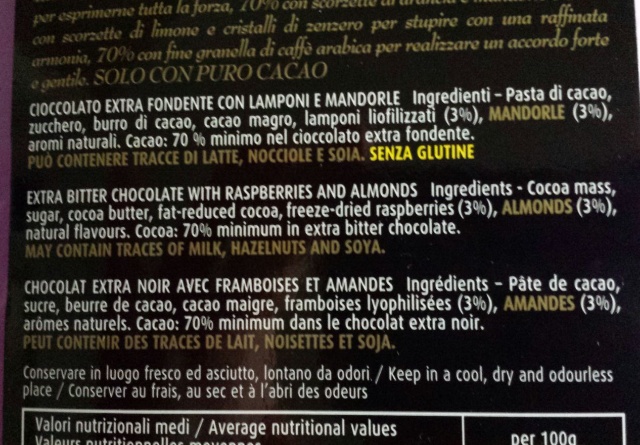 per esprimerne tutta la forza, 70% con scorzette di arancia e
con scorzette di limone e cristalli di zenzero per stupire con una raffinata
armonia, 70% con fine granella di caffè arabica per realizzare un accordo forte
e gentile. SOLO CON PURO CACAO
CIOCCOLATO EXTRA FONDENTE CON LAMPONI E MANDORLE Ingredienti – Pasta di cacao,
zucchero, burro di cacao, cacao magro, lamponi liofilizzati (3%), MANDORLE (3%),
aromi naturali. Cacao: 70 % minimo nel cioccolato extra fondente.
PUÒ CONTENERE TRACCE DI LATTE, NOCCIOLE E SOIA. SENZA GLUTINE
EXTRA BITTER CHOCOLATE WITH RASPBERRIES AND ALMONDS Ingredients - Cocoa mass,
sugar, cocoa butter, fat-reduced cocoa, freeze-dried raspberries (3%), ALMONDS (3%),
natural flavours. Cocoa: 70% minimum in extra bitter chocolate.
MAY CONTAIN TRACES OF MILK, HAZELNUTS AND SOYA.
CHOCOLAT EXTRA NOIR AVEC FRAMBOISES ET AMANDES Ingrédients – Pâte de cacao,
sucre, beurre de cacao, cacao maigre, framboises lyophilisées (3%), AMANDES (3%),
arômes naturels. Cacao: 70% minimum dans le chocolat extra noir.
PEUT CONTENIR DES TRACES DE LAIT, NOISETTES ET SOJA.
Conservare in luogo fresco ed asciutto, lontano da odori / Keep in a cool, dry and odourless
place / Conserver au frais, au sec et à l'abri des odeurs
Valori nutrizionali medi / Average nutritional values
per 100g
Valeurs nutritionnelles moyennes